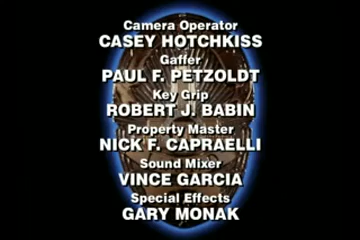 Camera Operator
CASEY HOTCHKISS
Gaffer
PAUL F. PETZOLDT
Key Grip
ROBERT J. BABIN
Property Master
NICK F. CAPRAELLI
Sound Mixer
VINCE GARCIA
Special Effects
GARY MONAK